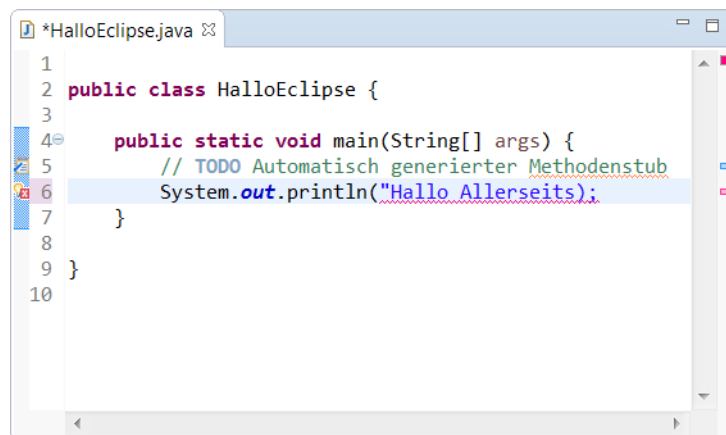 *HalloEclipse.java
1
2 public class HalloEclipse {
3
4 public static void main(String[] args) {
5 // TODO Automatisch generierter Methodenstub
6 System.out.println("Hallo Allerseits);
7 }
8
9 }
10